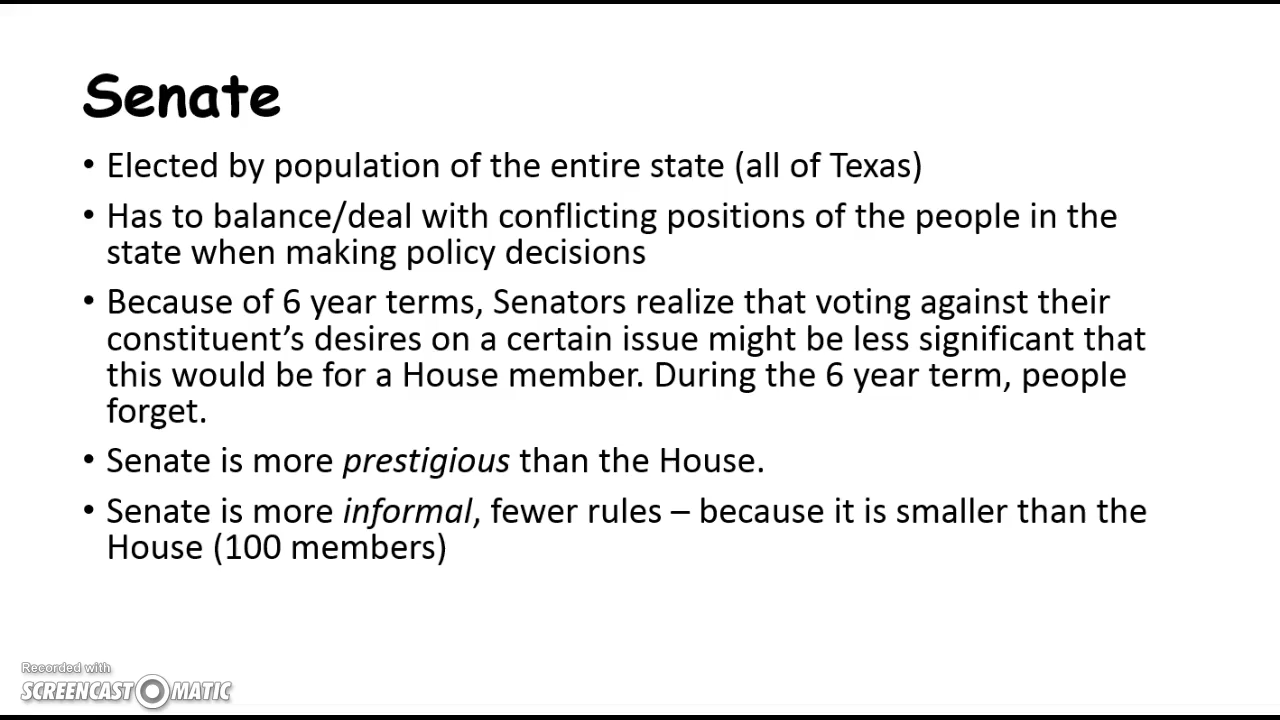 Senate
• Elected by population of the entire state (all of Texas)
• Has to balance/deal with conflicting positions of the people in the
state when making policy decisions
• Because of 6 year terms, Senators realize that voting against their
constituent’s desires on a certain issue might be less significant that
this would be for a House member. During the 6 year term, people
forget.
• Senate is more prestigious than the House.
• Senate is more informal, fewer rules – because it is smaller than the
House (100 members)
Recorded with
SCREENCAST MATIC